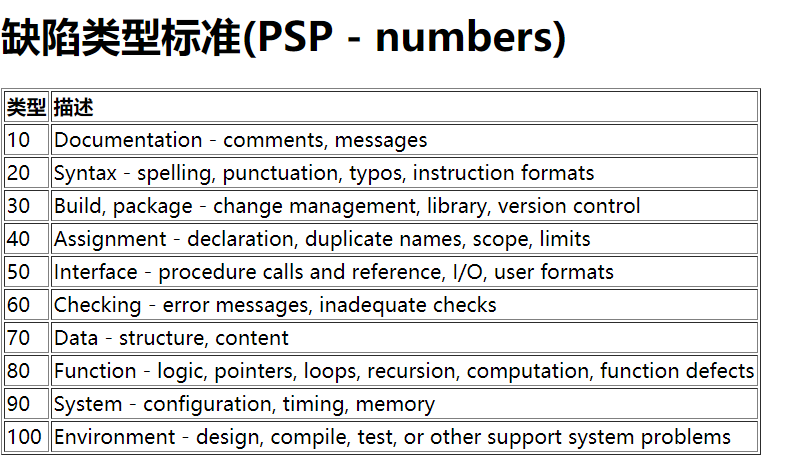 缺陷类型标准(PSP - numbers)
类型 描述
10 Documentation - comments, messages
20 Syntax - spelling, punctuation, typos, instruction formats
30 Build, package - change management, library, version control
40 Assignment - declaration, duplicate names, scope, limits
50 Interface - procedure calls and reference, I/O, user formats
60 Checking - error messages, inadequate checks
70 Data - structure, content
80 Function - logic, pointers, loops, recursion, computation, function defects
90 System - configuration, timing, memory
100 Environment - design, compile, test, or other support system problems